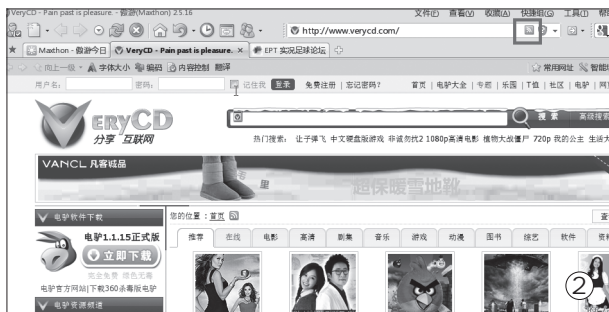 VeryCD - Pain past is pleasure. - 傲游(Maxthon) 2.5.16
文件(F) 查看(V) 收藏(A) 快捷组(G) 工具(T) 帮
http://www.verycd.com/
Maxthon - 傲游今日 VeryCD - Pain past is pleasure. × EPT 实况足球论坛
向上一级 字体大小 编码 内容控制 翻译 常用网址 智能
用户名: 密码: 记住我 登录 免费注册 | 忘记密码? 首页 | 电驴大全 | 专题 | 乐园 | T恤 | 社区 | 电驴 | 网
ERYCD
分享 互联网
搜 索 高级搜索
热门搜索: 让子弹飞 中文硬盘版游戏 非诚勿扰2 1080p高清电影 植物大战僵尸 720p 我的公主 生活大
VANCL 凡客诚品
里
超保暖雪地靴
电驴软件下载
您的位置:首页
查
电驴1.1.15正式版
立即下载
完全免费 绿色无毒
电驴官方网站|下载360杀毒版电驴
电驴资源频道
推荐 在线 电影 高清 剧集 音乐 游戏 动漫 图书 综艺 软件 资
②